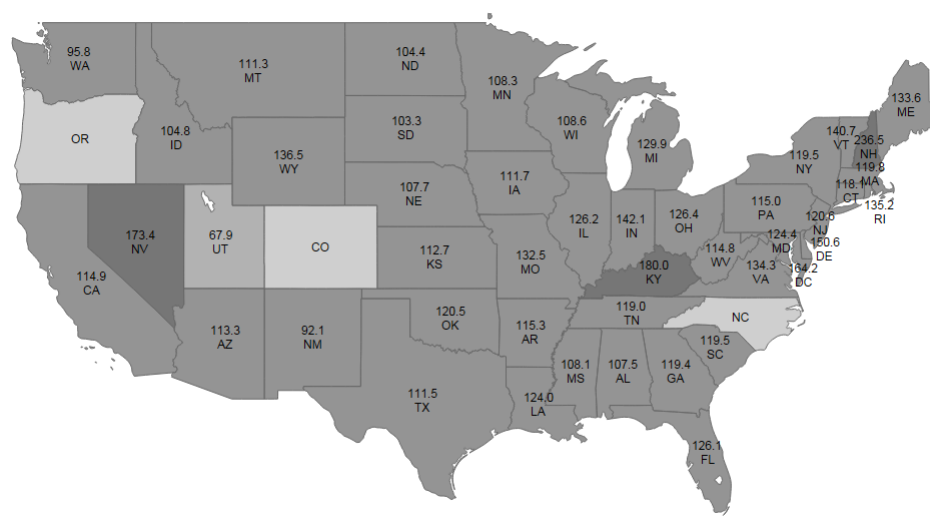 95.8
WA
111.3
MT
104.4
ND
108.3
MN
133.6
ME
OR
104.8
ID
103.3
SD
108.6
WI
129.9
MI
140.7
VT
236.5
NH
119.5
NY
119.8
MA
136.5
WY
111.7
IA
118.1
CT
135.2
RI
107.7
NE
115.0
PA
120.6
NJ
173.4
NV
67.9
UT
CO
112.7
KS
132.5
MO
126.2
IL
142.1
IN
126.4
OH
114.8
WV
124.4
MD
150.6
DE
164.2
DC
134.3
VA
114.9
CA
180.0
KY
113.3
AZ
92.1
NM
120.5
OK
115.3
AR
119.0
TN
NC
119.5
SC
111.5
TX
124.0
LA
108.1
MS
107.5
AL
119.4
GA
126.1
FL